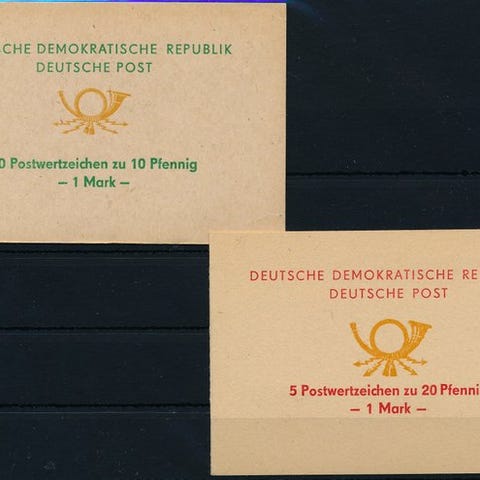 SCHE DEMOKRATISCHE REPUBLIK
DEUTSCHE POST
0 Postwertzeichen zu 10 Pfennig
– 1 Mark –
DEUTSCHE DEMOKRATISCHE RE
DEUTSCHE POST
5 Postwertzeichen zu 20 Pfenni
– 1 Mark –